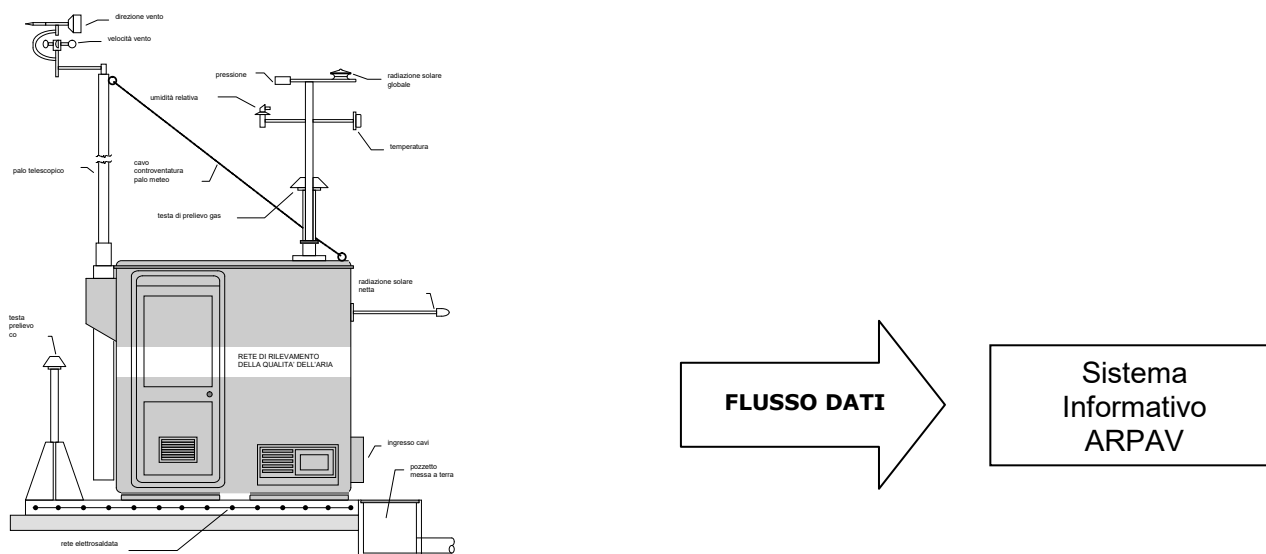 direzione vento
velocità vento
pressione
radiazione solare
globale
umidità relativa
temperatura
cavo
controventatura
palo meteo
palo telescopico
testa di prelievo gas
radiazione solare
netta
testa
prelievo
co
RETE DI RILEVAMENTO
DELLA QUALITA' DELL'ARIA
FLUSSO DATI
Sistema
Informativo
ARPAV
ingresso cavi
pozzetto
messa a terra
rete elettrosaldata